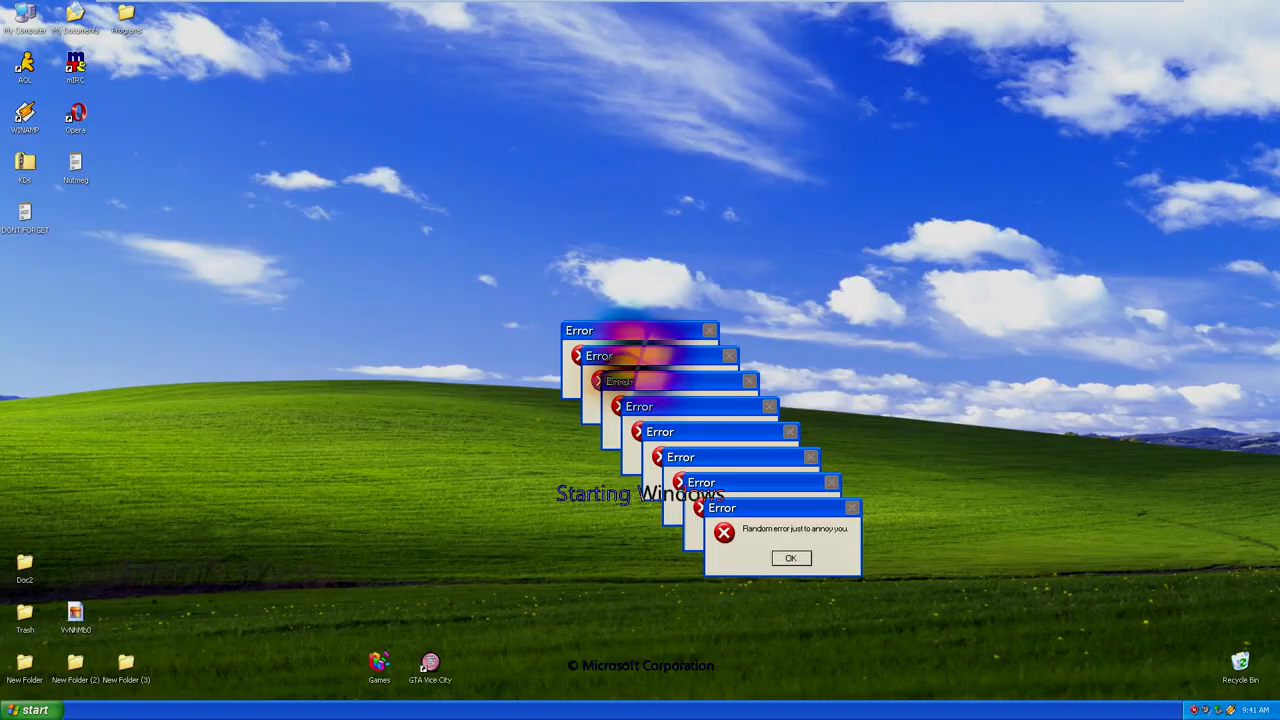 My Computer
My Documents
Programs
AOL
mIRC
WINAMP
Opera
KDs
Nutmeg
DONT FORGET
Error
Error
Error
Error
Error
Error
Error
Starting Windows
Error
Random error just to annoy you.
OK
Doc2
Trash
VvNhMb0
New Folder
New Folder (2)
New Folder (3)
Games
GTA Vice City
© Microsoft Corporation
Recycle Bin
start
9:41 AM